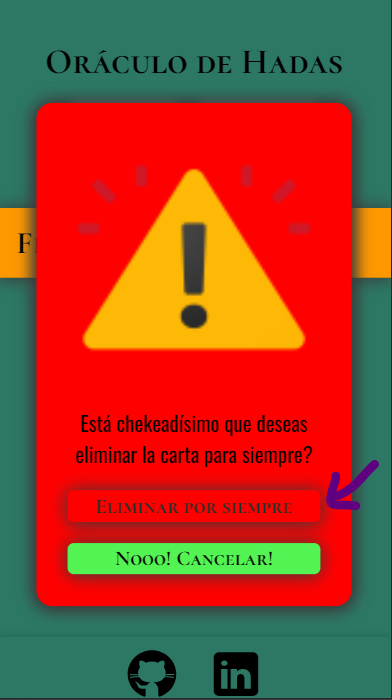 Oráculo de Hadas
F
Está chekeadísimo que deseas
eliminar la carta para siempre?
Eliminar por siempre
Nooo! Cancelar!
in